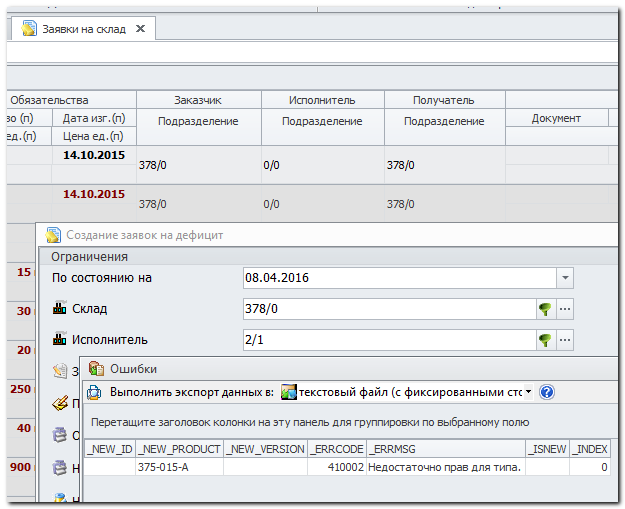 Заявки на склад
Обязательства Заказчик Исполнитель Получатель
во (п) Дата изг.(п) Подразделение Подразделение Подразделение Документ
ед.(п) Цена ед.(п)
14.10.2015
378/0 0/0 378/0
14.10.2015
378/0 0/0 378/0
Создание заявок на дефицит
Ограничения
15 По состоянию на 08.04.2016
30 Склад 378/0
20 Исполнитель 2/1
Ошибки
250 Выполнить экспорт данных в: текстовый файл (с фиксированными сто
40 Перетащите заголовок колонки на эту панель для группировки по выбранному полю
_NEW_ID _NEW_PRODUCT _NEW_VERSION _ERRCODE _ERRMSG _ISNEW _INDEX
900 375-015-А 410002 Недостаточно прав для типа. 0